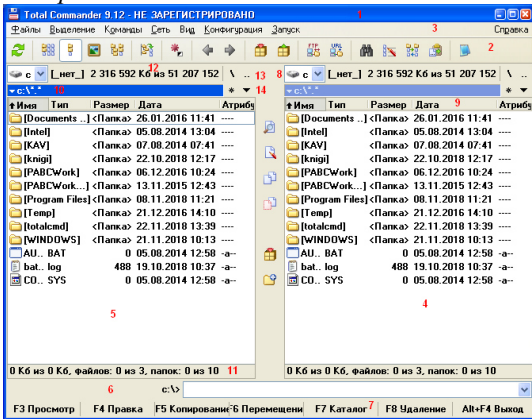 Total Commander 9.12 - НЕ ЗАРЕГИСТРИРОВАНО 1
Файлы Выделение Команды Сеть Вид Конфигурация Запуск 3 Справка
FTP URL 2
c [_нет_] 2 316 592 Кб из 51 207 152 \ .. 12 13
8 c [_нет_] 2 316 592 Кб из 51 207 152 \ ..
c:\*.* 10 * 14
c:\*.* *
Имя Тип Размер Дата Атрибу
[Documents ..] <Папка> 26.01.2016 11:41 ----
[Intel] <Папка> 05.08.2014 13:04 ----
[KAV] <Папка> 07.08.2014 07:41 ----
[knigi] <Папка> 22.10.2018 12:17 ----
[PABCWork] <Папка> 06.12.2016 10:24 ----
[PABCWork...] <Папка> 13.11.2015 12:43 ----
[Program Files] <Папка> 08.11.2018 11:21 ----
[Temp] <Папка> 21.12.2016 14:10 ----
[totalcmd] <Папка> 22.11.2018 13:39 ----
[WINDOWS] <Папка> 21.11.2018 10:13 ----
AU.. BAT 0 05.08.2014 12:58 -a--
bat.. log 488 19.10.2018 10:37 -a--
CO.. SYS 0 05.08.2014 12:58 -a--
5
0 Кб из 0 Кб, файлов: 0 из 3, папок: 0 из 10 11
Имя Тип Размер Дата 9 Атрибу
[Documents ..] <Папка> 26.01.2016 11:41 ----
[Intel] <Папка> 05.08.2014 13:04 ----
[KAV] <Папка> 07.08.2014 07:41 ----
[knigi] <Папка> 22.10.2018 12:17 ----
[PABCWork] <Папка> 06.12.2016 10:24 ----
[PABCWork...] <Папка> 13.11.2015 12:43 ----
[Program Files] <Папка> 08.11.2018 11:21 ----
[Temp] <Папка> 21.12.2016 14:10 ----
[totalcmd] <Папка> 22.11.2018 13:39 ----
[WINDOWS] <Папка> 21.11.2018 10:13 ----
AU.. BAT 0 05.08.2014 12:58 -a--
bat.. log 488 19.10.2018 10:37 -a--
CO.. SYS 0 05.08.2014 12:58 -a--
4
0 Кб из 0 Кб, файлов: 0 из 3, папок: 0 из 10
6 c:\>
F3 Просмотр F4 Правка F5 Копирование F6 Перемещени F7 Каталог 7 F8 Удаление Alt+F4 Выход